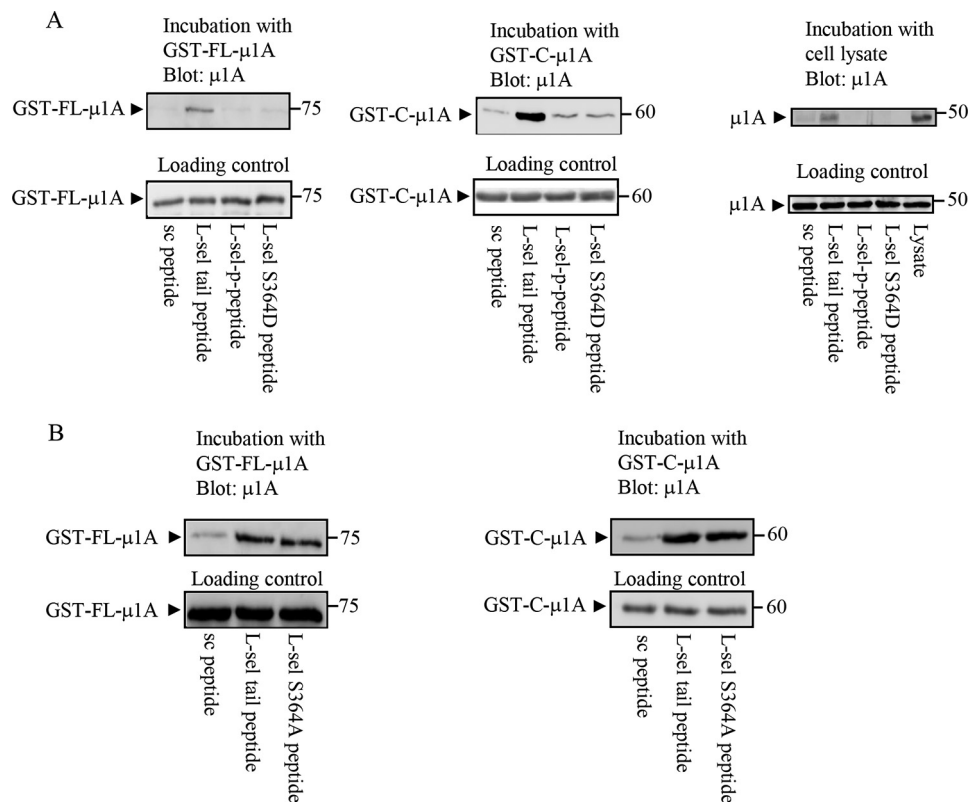 A
Incubation with
GST-FL-μ1A
Blot: μ1A
GST-FL-μ1A
75
Loading control
GST-FL-μ1A
75
sc peptide
L-sel tail peptide
L-sel-p-peptide
L-sel S364D peptide
Incubation with
GST-C-μ1A
Blot: μ1A
GST-C-μ1A
60
Loading control
GST-C-μ1A
60
sc peptide
L-sel tail peptide
L-sel-p-peptide
L-sel S364D peptide
Incubation with
cell lysate
Blot: μ1A
μ1A
50
Loading control
μ1A
50
sc peptide
L-sel tail peptide
L-sel-p-peptide
L-sel S364D peptide
Lysate
B
Incubation with
GST-FL-μ1A
Blot: μ1A
GST-FL-μ1A
75
Loading control
GST-FL-μ1A
75
sc peptide
L-sel tail peptide
L-sel S364A peptide
Incubation with
GST-C-μ1A
Blot: μ1A
GST-C-μ1A
60
Loading control
GST-C-μ1A
60
sc peptide
L-sel tail peptide
L-sel S364A peptide